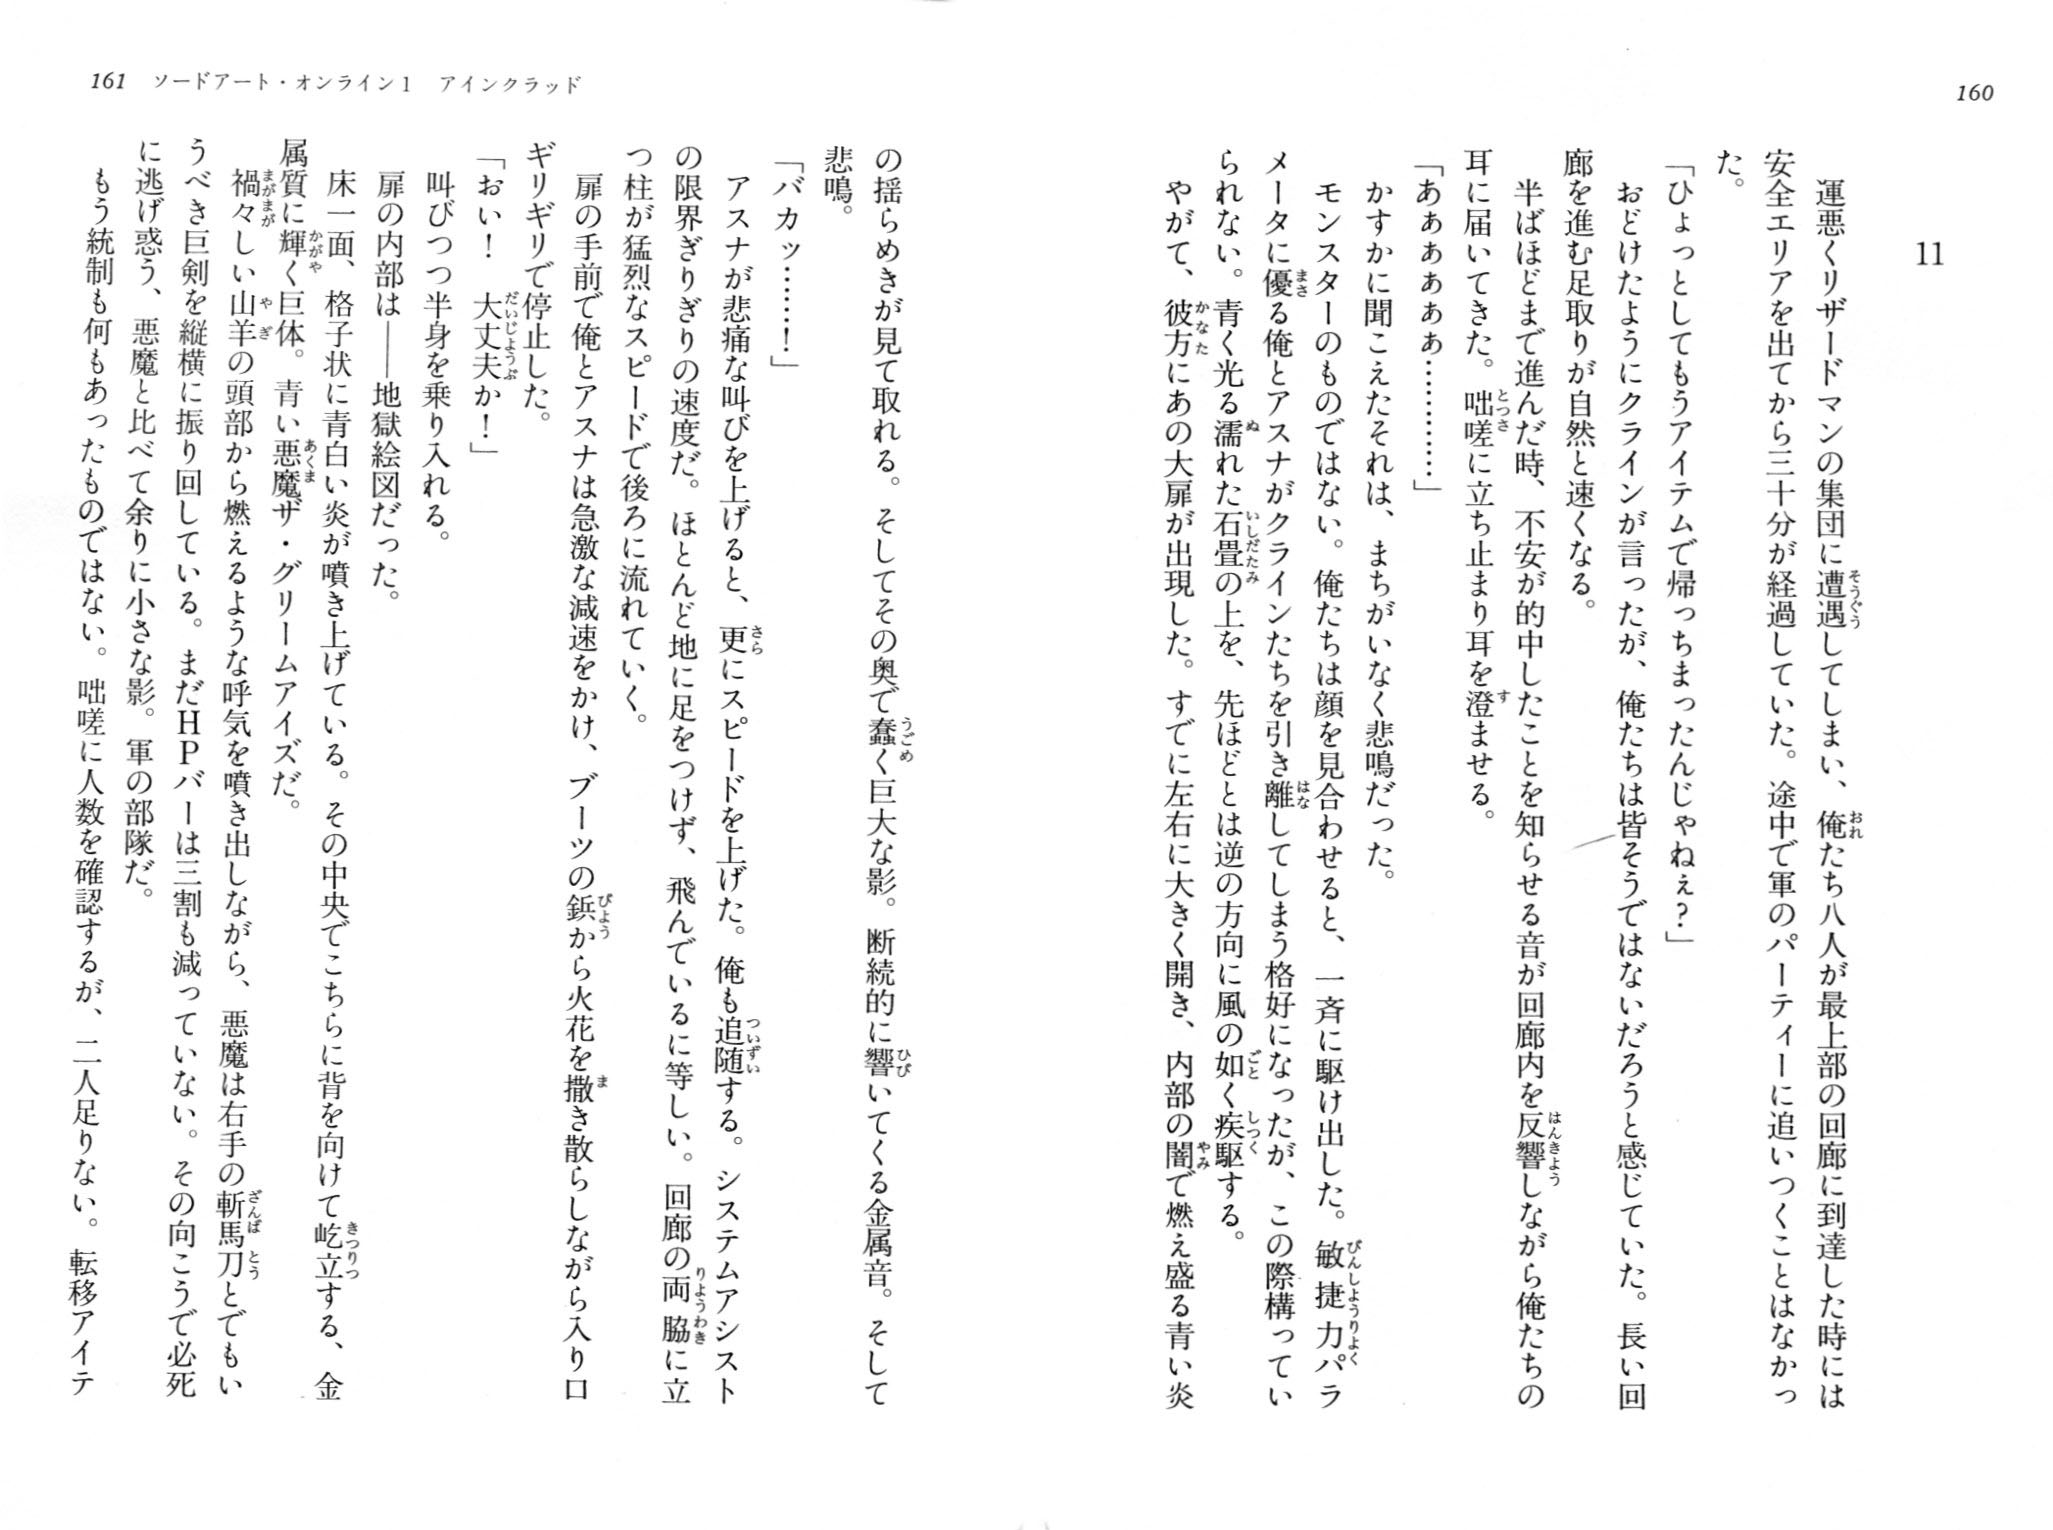 160
11
運悪くリザードマンの集団に遭遇してしまい、俺たち八人が最上部の回廊に到達した時には
安全エリアを出てから三十分が経過していた。途中で軍のパーティーに追いつくことはなかっ
た。
「ひょっとしてもうアイテムで帰っちまったんじゃねぇ?」
おどけたようにクラインが言ったが、俺たちは皆そうではないだろうと感じていた。長い回
廊を進む足取りが自然と速くなる。
半ばほどまで進んだ時、不安が的中したことを知らせる音が回廊内を反響しながら俺たちの
耳に届いてきた。咄嗟に立ち止まり耳を澄ませる。
「あぁぁぁぁぁ…………」
かすかに聞こえたそれは、まちがいなく悲鳴だった。
モンスターのものではない。俺たちは顔を見合わせると、一斉に駆け出した。敏捷力パラ
メータに優る俺とアスナがクラインたちを引き離してしまう格好になったが、この際構ってい
られない。青く光る濡れた石畳の上を、先ほどとは逆の方向に風の如く疾駆する。
やがて、彼方にあの大扉が出現した。すでに左右に大きく開き、内部の闇で燃え盛る青い炎
161 ソードアート・オンライン1 アインクラッド
の揺らめきが見て取れる。そしてその奥で蠢く巨大な影。断続的に響いてくる金属音。そして
悲鳴。
「バカッ……!」
アスナが悲痛な叫びを上げると、更にスピードを上げた。俺も追随する。システムアシスト
の限界ぎりぎりの速度だ。ほとんど地に足をつけず、飛んでいるに等しい。回廊の両脇に立
つ柱が猛烈なスピードで後ろに流れていく。
扉の手前で俺とアスナは急激な減速をかけ、ブーツの鋲から火花を撒き散らしながら入り口
ギリギリで停止した。
「おい! 大丈夫か!」
叫びつつ半身を乗り入れる。
扉の内部は――地獄絵図だった。
床一面、格子状に青白い炎が噴き上げている。その中央でこちらに背を向けて屹立する、金
属質に輝く巨体。青い悪魔ザ・グリームアイズだ。
禍々しい山羊の頭部から燃えるような呼気を噴き出しながら、悪魔は右手の斬馬刀とでもい
うべき巨剣を縦横に振り回している。まだHPバーは三割も減っていない。その向こうで必死
に逃げ惑う、悪魔と比べて余りに小さな影。軍の部隊だ。
もう統制も何もあったものではない。咄嗟に人数を確認するが、二人足りない。転移アイテ